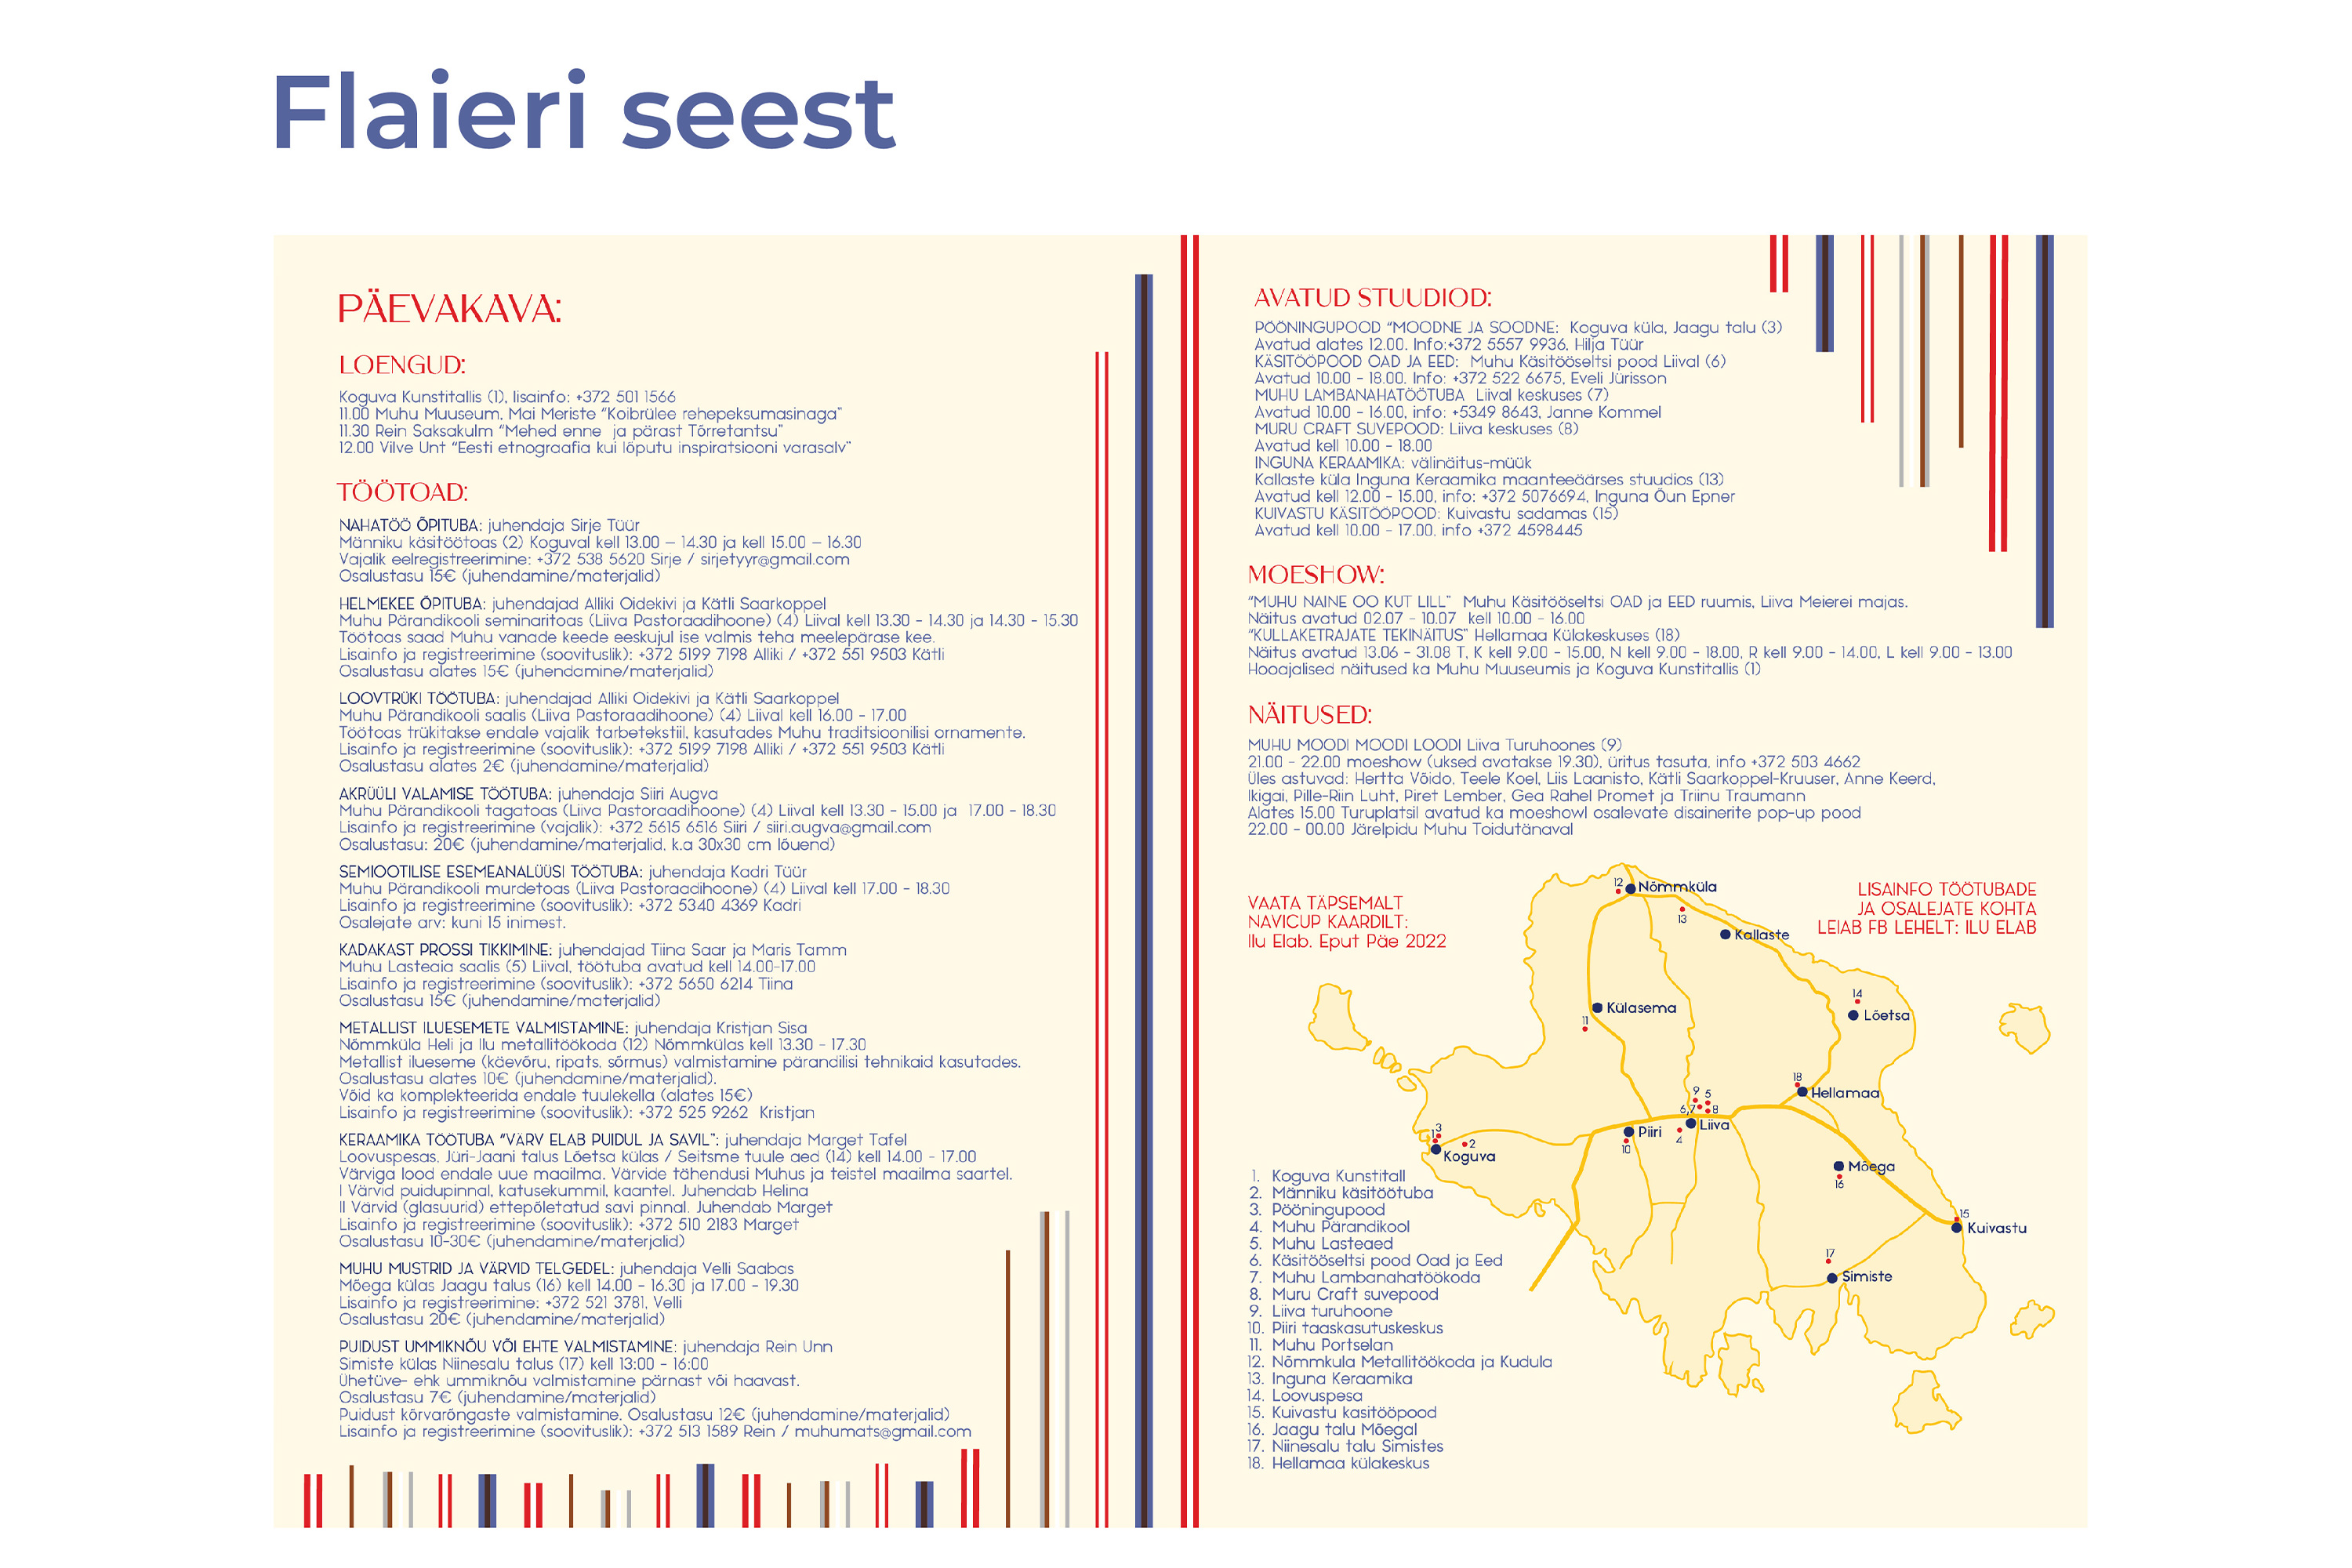 Flaieri seest
PÄEVAKAVA:
LOENGUD:
Koguva Kunstitallis (1), lisainfo: +372 501 1566
11.00 Muhu Muuseum, Mai Meriste “Koibrülee rehepeksumasinaga”
11.30 Rein Saksakulm “Mehed enne ja pärast Tõrretantsu”
12.00 Vilve Unt “Eesti etnograafia kui lõputu inspiratsiooni varasalv”
TÖÖTOAD:
NAHATÖÖ ÕPITUBA: juhendaja Sirje Tüür
Männiku käsitöötoas (2) Koguval kell 13.00 – 14.30 ja kell 15.00 – 16.30
Vajalik eelregistreerimine: +372 538 5620 Sirje / sirjetyyr@gmail.com
Osalustasu 15€ (juhendamine/materjalid)
HELMEKEE ÕPITUBA: juhendajad Alliki Oidekivi ja Kätli Saarkoppel
Muhu Pärandikooli seminaritoas (Liiva Pastoraadihoone) (4) Liival kell 13.30 - 14.30 ja 14.30 - 15.30
Töötoas saad Muhu vanade keede eeskujul ise valmis teha meelepärase kee.
Lisainfo ja registreerimine (soovituslik): +372 5199 7198 Alliki / +372 551 9503 Kätli
Osalustasu alates 15€ (juhendamine/materjalid)
LOOVTRÜKI TÖÖTUBA: juhendajad Alliki Oidekivi ja Kätli Saarkoppel
Muhu Pärandikooli saalis (Liiva Pastoraadihoone) (4) Liival kell 16.00 - 17.00
Töötoas trükitakse endale vajalik tarbetekstiil, kasutades Muhu traditsioonilisi ornamente.
Lisainfo ja registreerimine (soovituslik): +372 5199 7198 Alliki / +372 551 9503 Kätli
Osalustasu alates 2€ (juhendamine/materjalid)
AKRÜÜLI VALAMISE TÖÖTUBA: juhendaja Siiri Augva
Muhu Pärandikooli tagatoas (Liiva Pastoraadihoone) (4) Liival kell 13.30 - 15.00 ja 17.00 - 18.30
Lisainfo ja registreerimine (vajalik): +372 5615 6516 Siiri / siiri.augva@gmail.com
Osalustasu: 20€ (juhendamine/materjalid, k.a 30x30 cm lõuend)
SEMIOOTILISE ESEMEANALÜÜSI TÖÖTUBA: juhendaja Kadri Tüür
Muhu Pärandikooli murdetoas (Liiva Pastoraadihoone) (4) Liival kell 17.00 - 18.30
Lisainfo ja registreerimine (soovituslik): +372 5340 4369 Kadri
Osalejate arv: kuni 15 inimest.
KADAKAST PROSSI TIKKIMINE: juhendajad Tiina Saar ja Maris Tamm
Muhu Lasteaia saalis (5) Liival, töötuba avatud kell 14.00-17.00
Lisainfo ja registreerimine (soovituslik): +372 5650 6214 Tiina
Osalustasu 15€ (juhendamine/materjalid)
METALLIST ILUESEMETE VALMISTAMINE: juhendaja Kristjan Sisa
Nõmmküla Heli ja Ilu metallitöökoda (12) Nõmmkülas kell 13.30 - 17.30
Metallist ilueseme (käevõru, ripats, sõrmus) valmistamine pärandilisi tehnikaid kasutades.
Osalustasu alates 10€ (juhendamine/materjalid).
Võid ka komplekteerida endale tuulekella (alates 15€)
Lisainfo ja registreerimine (soovituslik): +372 525 9262 Kristjan
KERAAMIKA TÖÖTUBA “VÄRV ELAB PUIDUL JA SAVIL”: juhendaja Marget Tafel
Loovuspesas, Jüri-Jaani talus Lõetsa külas / Seitsme tuule aed (14) kell 14.00 - 17.00
Värviga lood endale uue maailma. Värvide tähendusi Muhus ja teistel maailma saartel.
I Värvid puidupinnal, katusekummil, kaantel. Juhendab Helina
II Värvid (glasuurid) ettepõletatud savi pinnal. Juhendab Marget
Lisainfo ja registreerimine (soovituslik): +372 510 2183 Marget
Osalustasu 10-30€ (juhendamine/materjalid)
MUHU MUSTRID JA VÄRVID TELGEDEL: juhendaja Velli Saabas
Mõega külas Jaagu talus (16) kell 14.00 - 16.30 ja 17.00 - 19.30
Lisainfo ja registreerimine: +372 521 3781, Velli
Osalustasu 20€ (juhendamine/materjalid)
PUIDUST UMMIKNÕU VÕI EHTE VALMISTAMINE: juhendaja Rein Unn
Simiste külas Niinesalu talus (17) kell 13:00 - 16:00
Ühetüve- ehk ummiknõu valmistamine pärnast või haavast.
Osalustasu 7€ (juhendamine/materjalid)
Puidust kõrvarõngaste valmistamine. Osalustasu 12€ (juhendamine/materjalid)
Lisainfo ja registreerimine (soovituslik): +372 513 1589 Rein / muhumats@gmail.com
AVATUD STUUDIOD:
PÖÖNINGUPOOD “MOODNE JA SOODNE: Koguva küla, Jaagu talu (3)
Avatud alates 12.00. Info:+372 5557 9936, Hilja Tüür
KÄSITÖÖPOOD OAD JA EED: Muhu Käsitööseltsi pood Liival (6)
Avatud 10.00 - 18.00. Info: +372 522 6675, Eveli Jürisson
MUHU LAMBANAHATÖÖTUBA Liival keskuses (7)
Avatud 10.00 - 16.00, info: +5349 8643, Janne Kommel
MURU CRAFT SUVEPOOD: Liiva keskuses (8)
Avatud kell 10.00 - 18.00
INGUNA KERAAMIKA: välinäitus-müük
Kallaste küla Inguna Keraamika maanteeäärses stuudios (13)
Avatud kell 12.00 - 15.00, info: +372 5076694, Inguna Õun Epner
KUIVASTU KÄSITÖÖPOOD: Kuivastu sadamas (15)
Avatud kell 10.00 - 17.00, info +372 4598445
MOESHOW:
“MUHU NAINE OO KUT LILL” Muhu Käsitööseltsi OAD ja EED ruumis, Liiva Meierei majas.
Näitus avatud 02.07 - 10.07 kell 10.00 - 16.00
“KULLAKETRAJATE TEKINÄITUS” Hellamaa Külakeskuses (18)
Näitus avatud 13.06 - 31.08 T, K kell 9.00 - 15.00, N kell 9.00 - 18.00, R kell 9.00 - 14.00, L kell 9.00 - 13.00
Hooajalised näitused ka Muhu Muuseumis ja Koguva Kunstitallis (1)
NÄITUSED:
MUHU MOODI MOODI LOODI Liiva Turuhoones (9)
21.00 - 22.00 moeshow (uksed avatakse 19.30), üritus tasuta, info +372 503 4662
Üles astuvad: Hertta Võido, Teele Koel, Liis Laanisto, Kätli Saarkoppel-Kruuser, Anne Keerd,
Ikigai, Pille-Riin Luht, Piret Lember, Gea Rahel Promet ja Triinu Traumann
Alates 15.00 Turuplatsil avatud ka moeshowl osalevate disainerite pop-up pood
22.00 - 00.00 Järelpidu Muhu Toidutänaval
VAATA TÄPSEMALT
NAVICUP KAARDILT:
Ilu Elab. Eput Päe 2022
LISAINFO TÖÖTUBADE
JA OSALEJATE KOHTA
LEIAB FB LEHELT: ILU ELAB
12 Nõmmküla
13
Kallaste
14
Lõetsa
Külasema
11
18
Hellamaa
9 5
6,7 8
Liiva
4
Piiri
10
3
1
2
Koguva
Mõega
16
15
Kuivastu
17
Simiste
1. Koguva Kunstitall
2. Männiku käsitöötuba
3. Pööningupood
4. Muhu Pärandikool
5. Muhu Lasteaed
6. Käsitööseltsi pood Oad ja Eed
7. Muhu Lambanahatöökoda
8. Muru Craft suvepood
9. Liiva turuhoone
10. Piiri taaskasutuskeskus
11. Muhu Portselan
12. Nõmmkula Metallitöökoda ja Kudula
13. Inguna Keraamika
14. Loovuspesa
15. Kuivastu kasitööpood
16. Jaagu talu Mõegal
17. Niinesalu talu Simistes
18. Hellamaa külakeskus